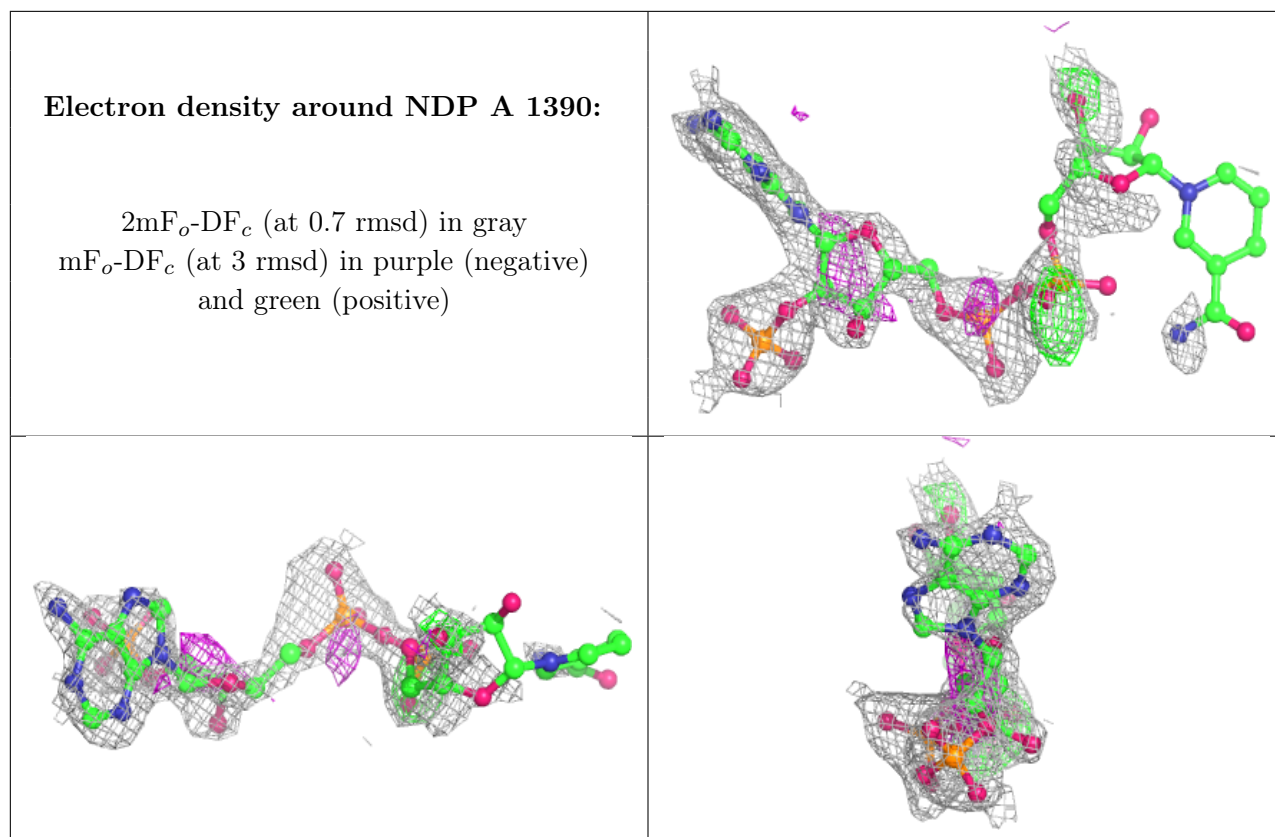 Electron density around NDP A 1390:
2mFo-DFc (at 0.7 rmsd) in gray
mFo-DFc (at 3 rmsd) in purple (negative)
and green (positive)